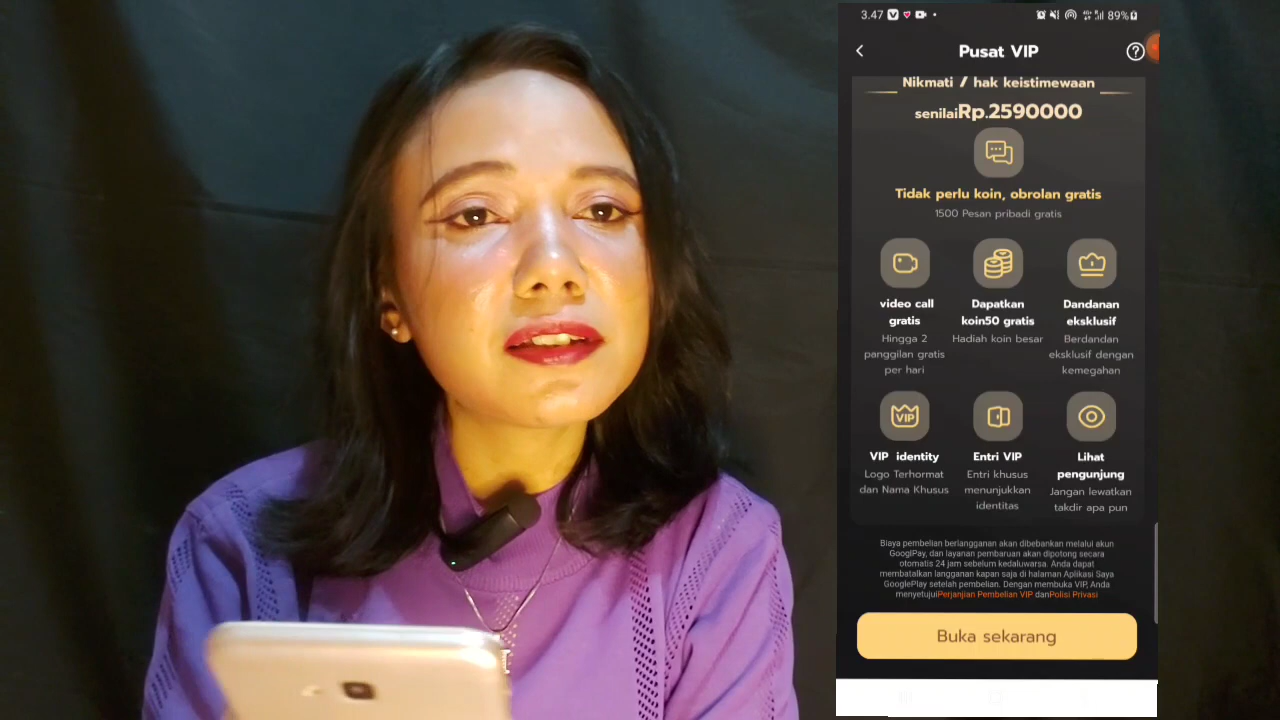 3.47
89%
Pusat VIP
Nikmati 7 hak keistimewaan
senilaiRp.2590000
Tidak perlu koin, obrolan gratis
1500 Pesan pribadi gratis
video call
gratis
Hingga 2
panggilan gratis
per hari
Dapatkan
koin50 gratis
Hadiah koin besar
Dandanan
eksklusif
Berdandan
eksklusif dengan
kemegahan
VIP
VIP identity
Logo Terhormat
dan Nama Khusus
Entri VIP
Entri khusus
menunjukkan
identitas
Lihat
pengunjung
Jangan lewatkan
takdir apa pun
Biaya pembelian berlangganan akan dibebankan melalui akun
GooglPay, dan layanan pembaruan akan dipotong secara
otomatis 24 jam sebelum kedaluwarsa. Anda dapat
membatalkan langganan kapan saja di halaman Aplikasi Saya
GooglePlay setelah pembelian. Dengan membuka VIP, Anda
menyetujuiPerjanjian Pembelian VIP danPolisi Privasi
Buka sekarang